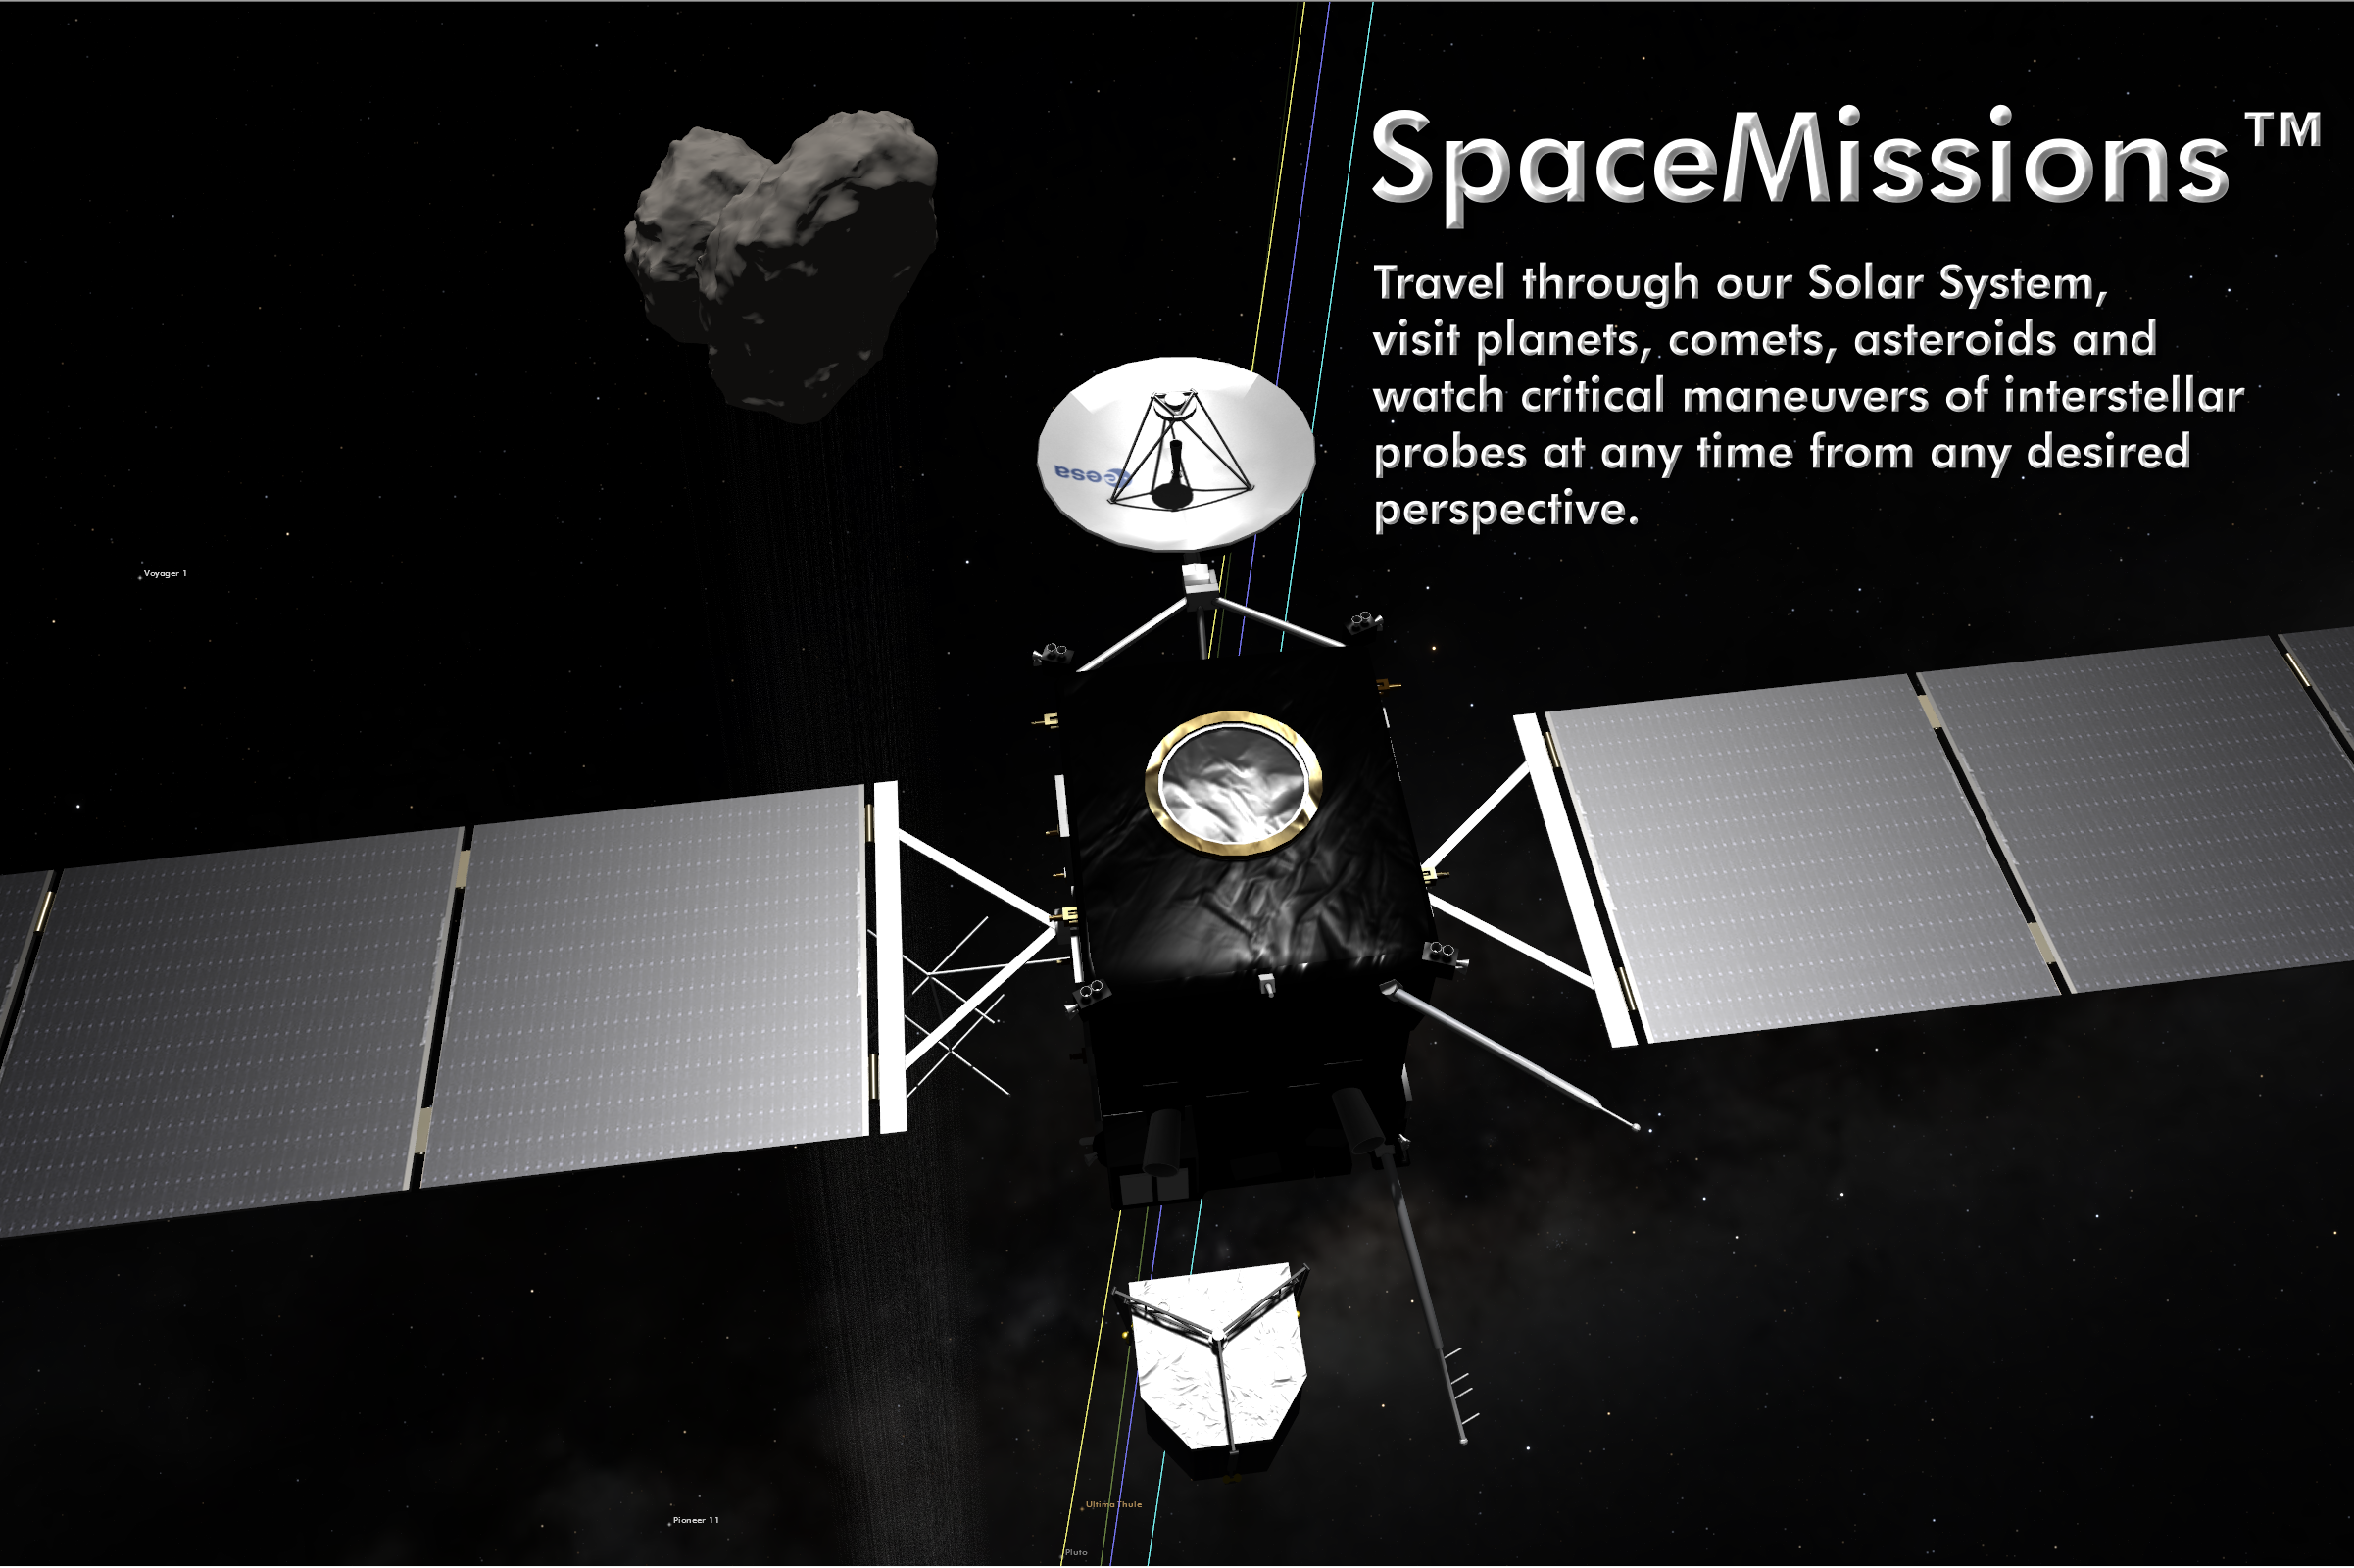 SpaceMissions™
Travel through our Solar System,
visit planets, comets, asteroids and
watch critical maneuvers of interstellar
probes at any time from any desired
perspective.
esa
Voyager 1
Ultima Thule
Pioneer 11
Pluto